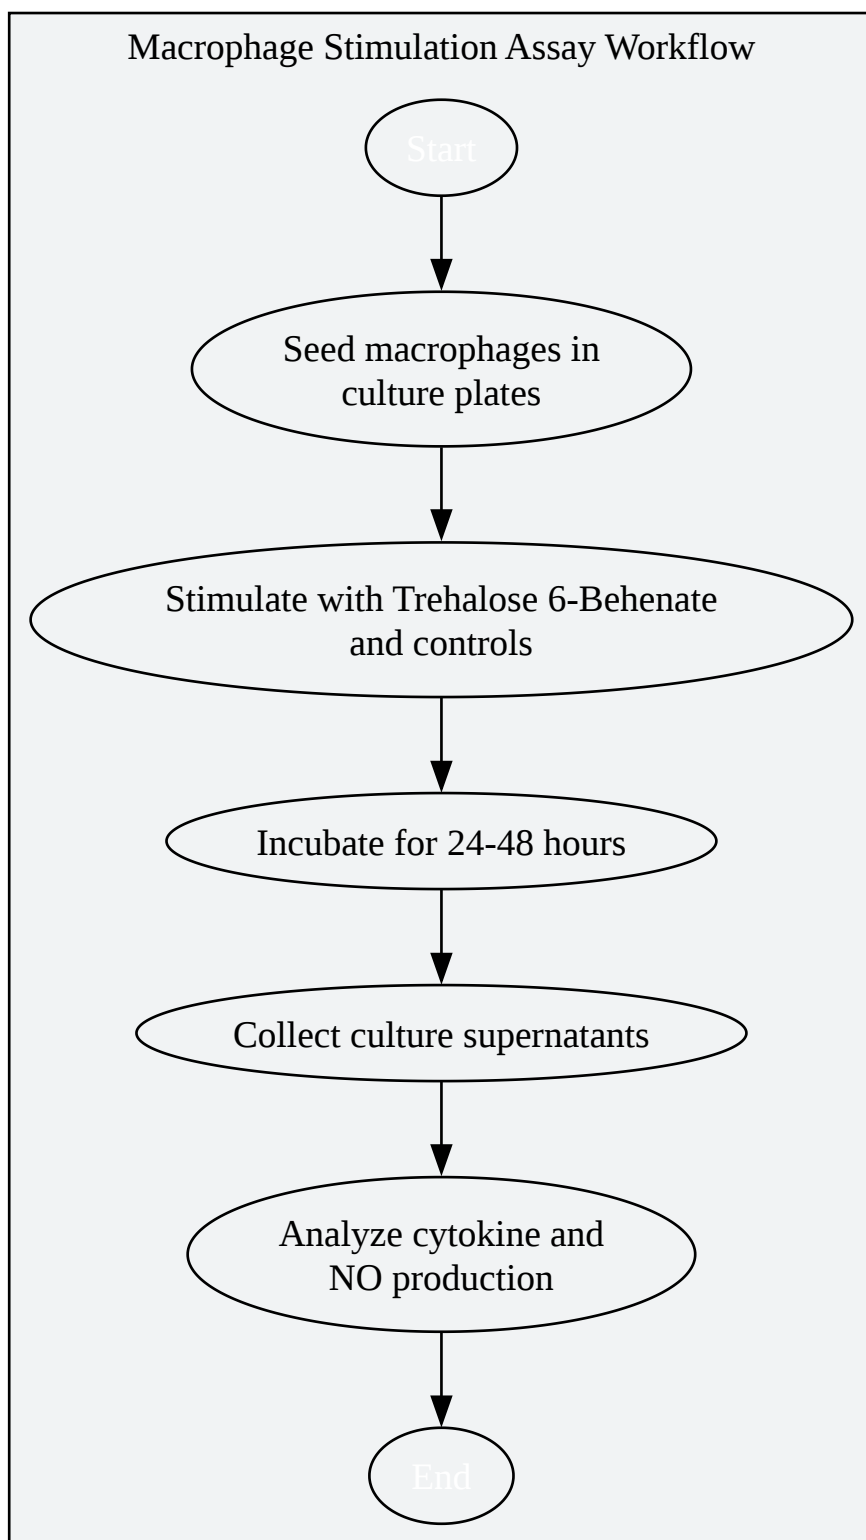 Macrophage Stimulation Assay Workflow
Start
Seed macrophages in
culture plates
Stimulate with Trehalose 6-Behenate
and controls
Incubate for 24-48 hours
Collect culture supernatants
Analyze cytokine and
NO production
End